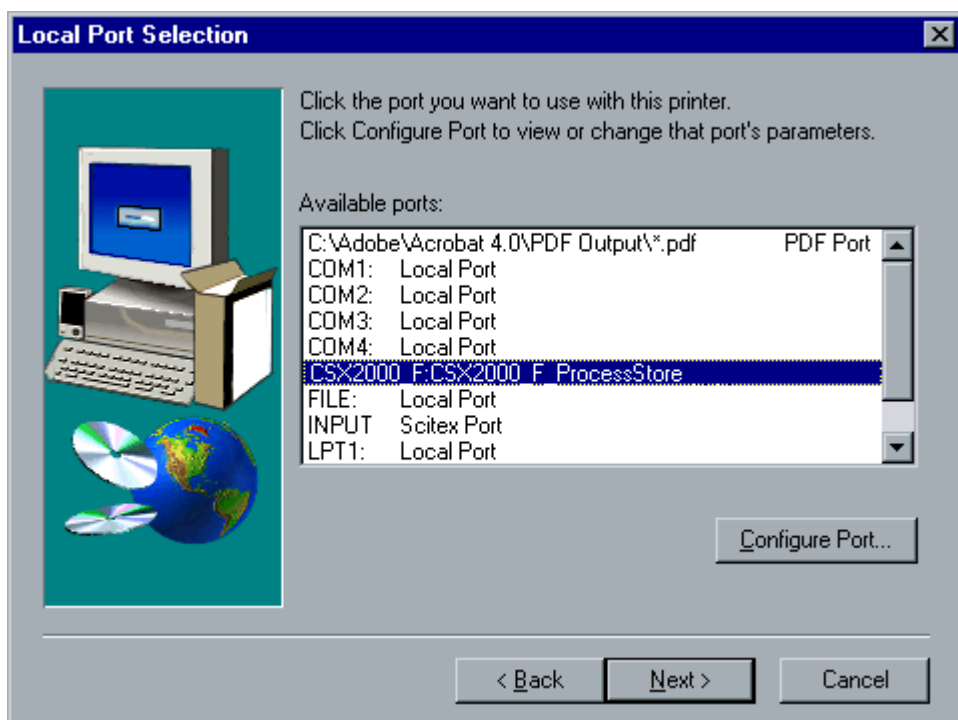 Local Port Selection
Click the port you want to use with this printer.
Click Configure Port to view or change that port's parameters.
Available ports:
C:\Adobe\Acrobat 4.0\PDF Output\*.pdf PDF Port
COM1: Local Port
COM2: Local Port
COM3: Local Port
COM4: Local Port
CSX2000_F:CSX2000_F_ProcessStore
FILE: Local Port
INPUT Scitex Port
LPT1: Local Port
Configure Port...
< Back Next > Cancel